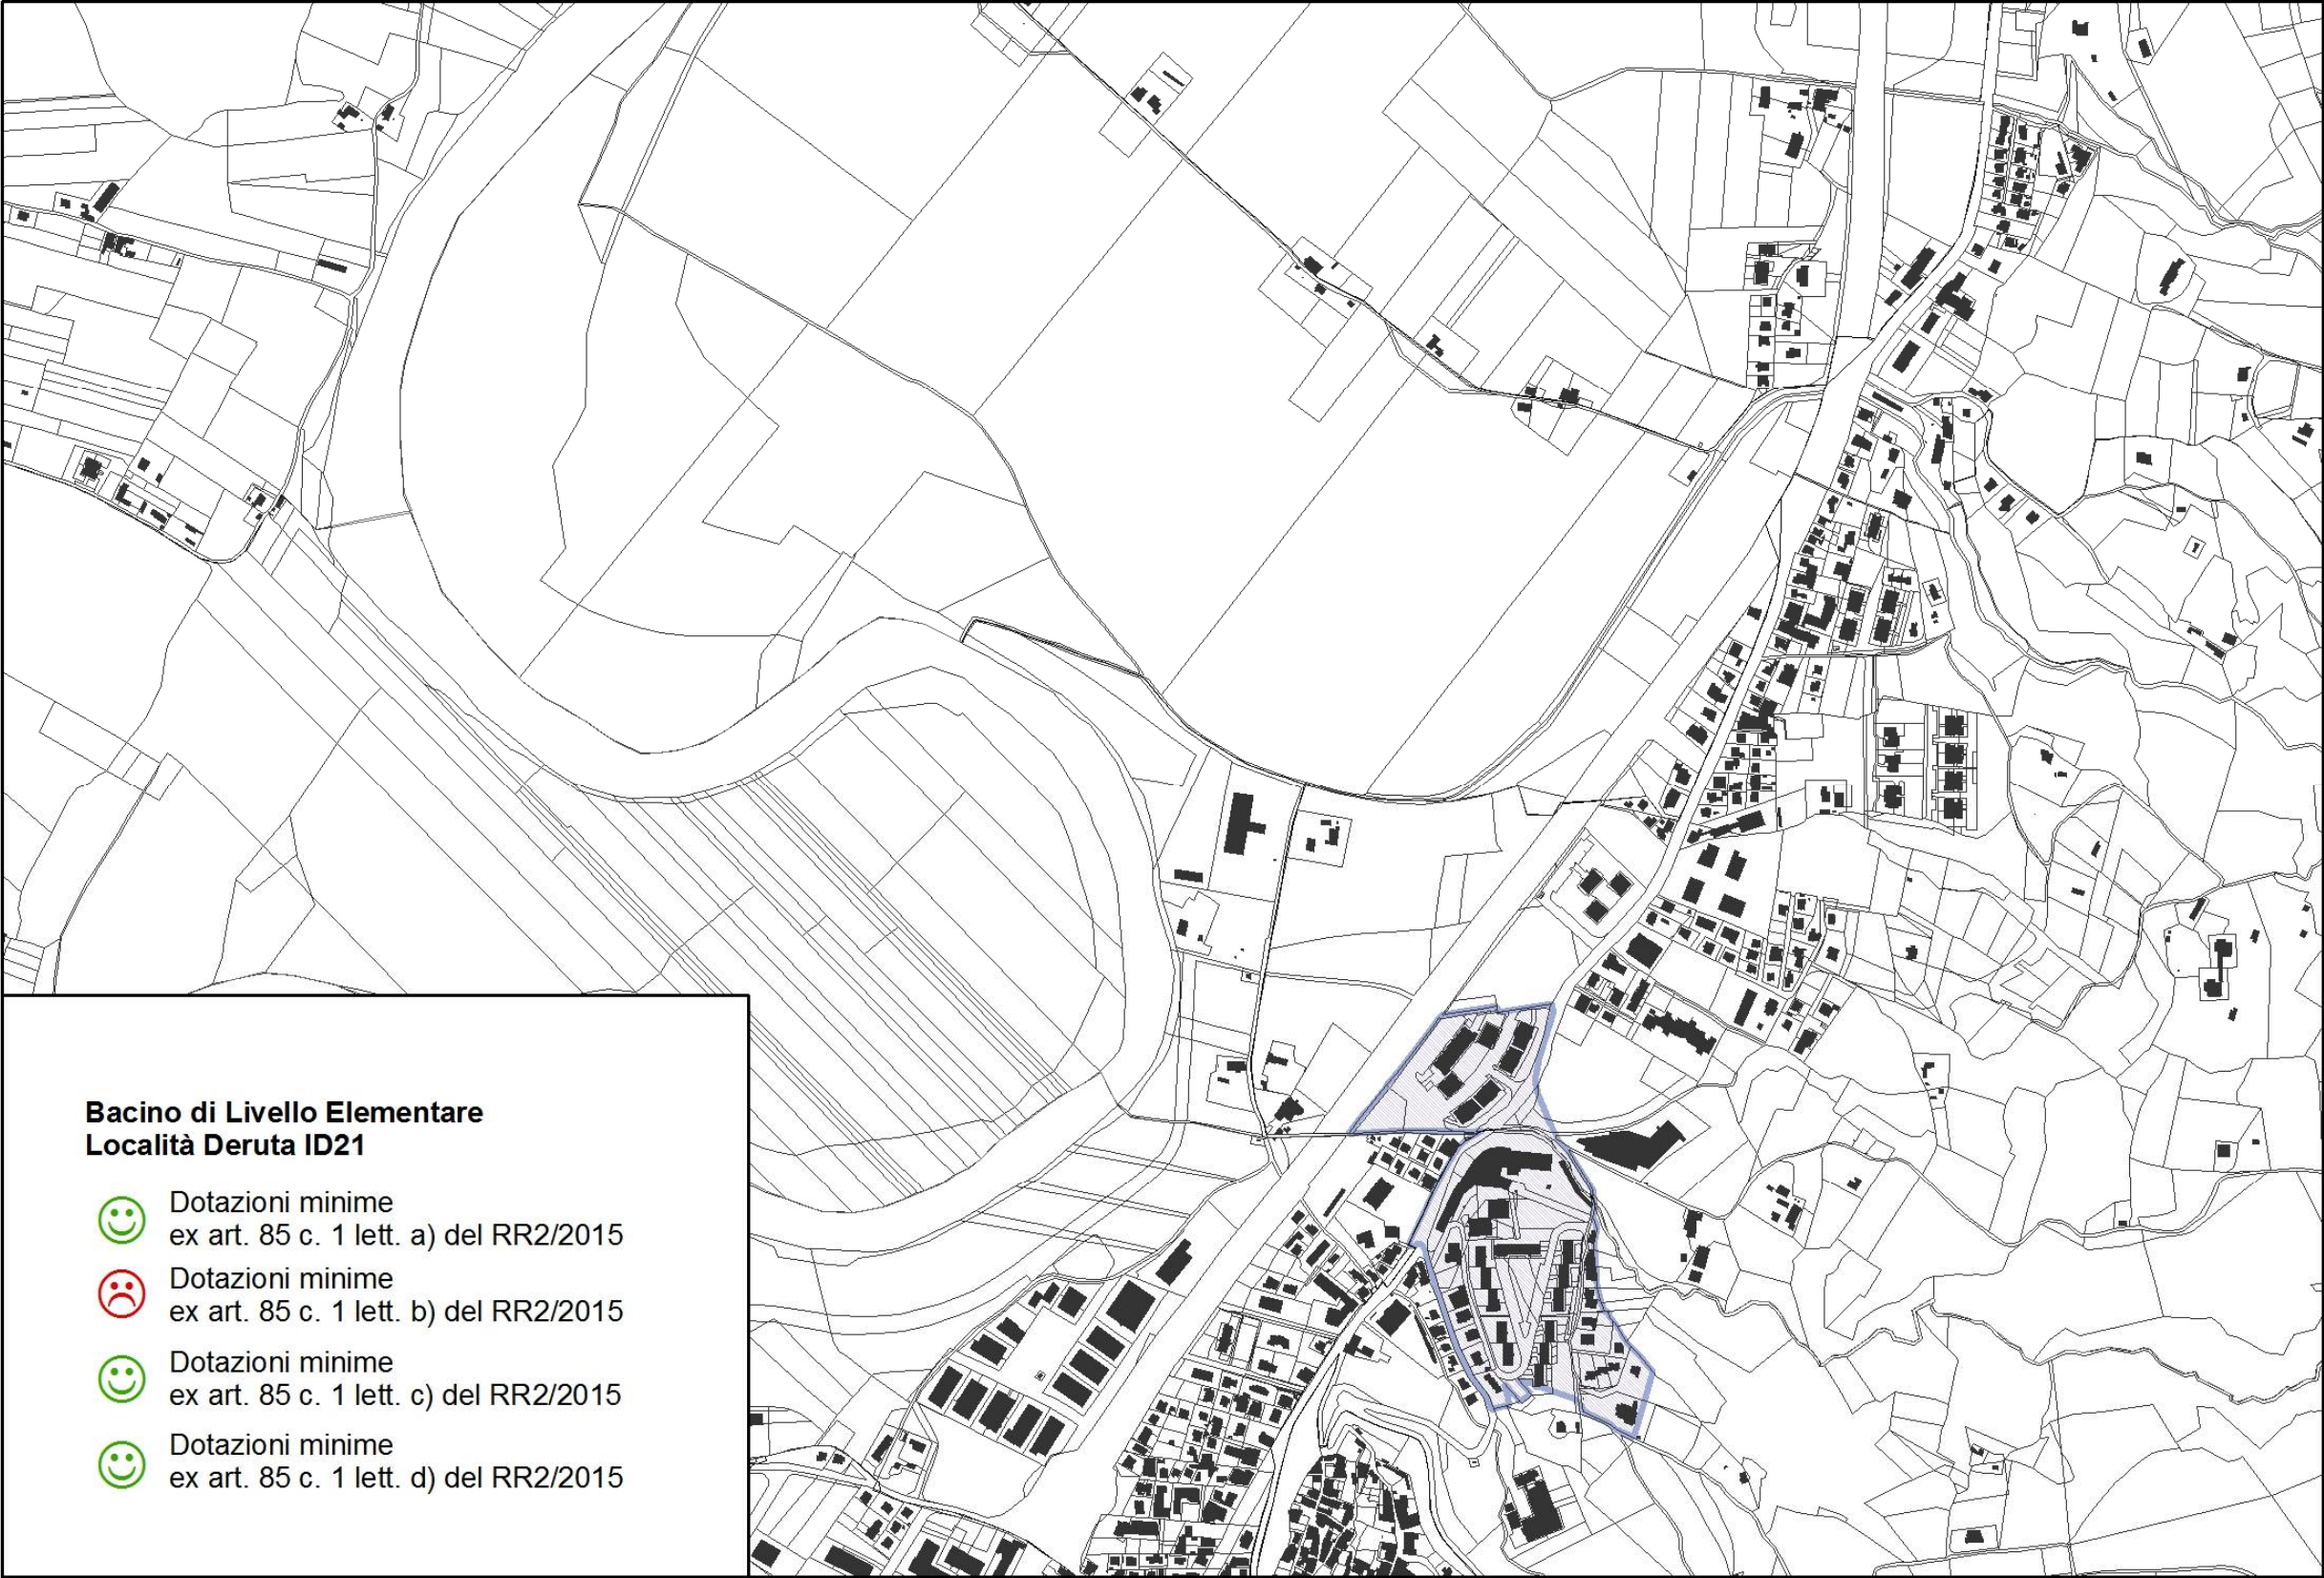 Bacino di Livello Elementare
Località Deruta ID21
Dotazioni minime
ex art. 85 c. 1 lett. a) del RR2/2015
Dotazioni minime
ex art. 85 c. 1 lett. b) del RR2/2015
Dotazioni minime
ex art. 85 c. 1 lett. c) del RR2/2015
Dotazioni minime
ex art. 85 c. 1 lett. d) del RR2/2015